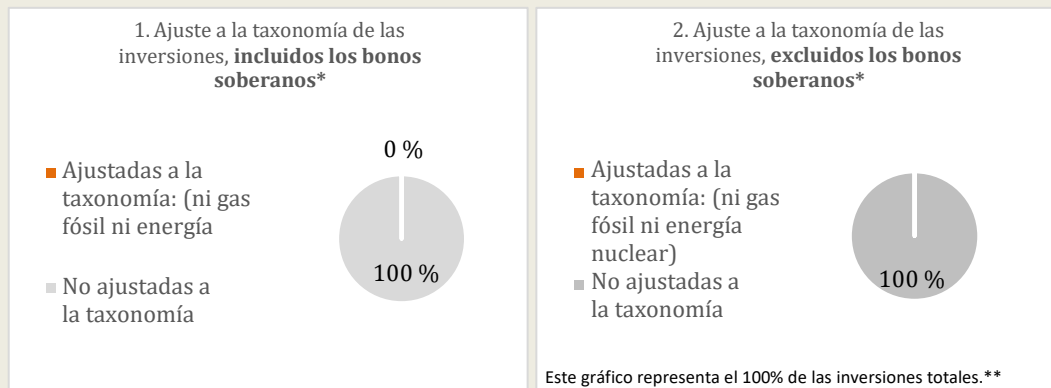 1. Ajuste a la taxonomía de las
inversiones, incluidos los bonos
soberanos*
0 %
Ajustadas a la
taxonomía: (ni gas
fósil ni energía
100 %
No ajustadas a
la taxonomía
2. Ajuste a la taxonomía de las
inversiones, excluidos los bonos
soberanos*
Ajustadas a la
taxonomía: (ni gas
fósil ni energía
nuclear)
No ajustadas a
la taxonomía
100 %
Este gráfico representa el 100% de las inversiones totales.**